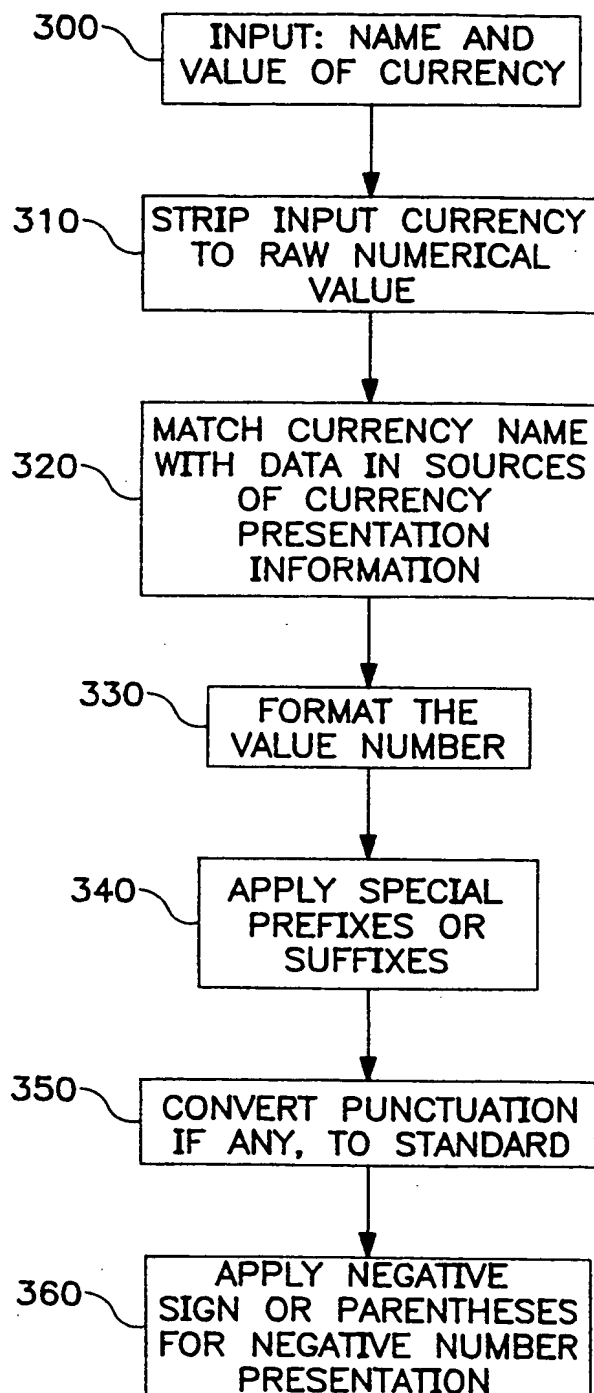 300
INPUT: NAME AND
VALUE OF CURRENCY
310
STRIP INPUT CURRENCY
TO RAW NUMERICAL
VALUE
320
MATCH CURRENCY NAME
WITH DATA IN SOURCES
OF CURRENCY
PRESENTATION
INFORMATION
330
FORMAT THE
VALUE NUMBER
340
APPLY SPECIAL
PREFIXES OR
SUFFIXES
350
CONVERT PUNCTUATION
IF ANY, TO STANDARD
360
APPLY NEGATIVE
SIGN OR PARENTHESES
FOR NEGATIVE NUMBER
PRESENTATION